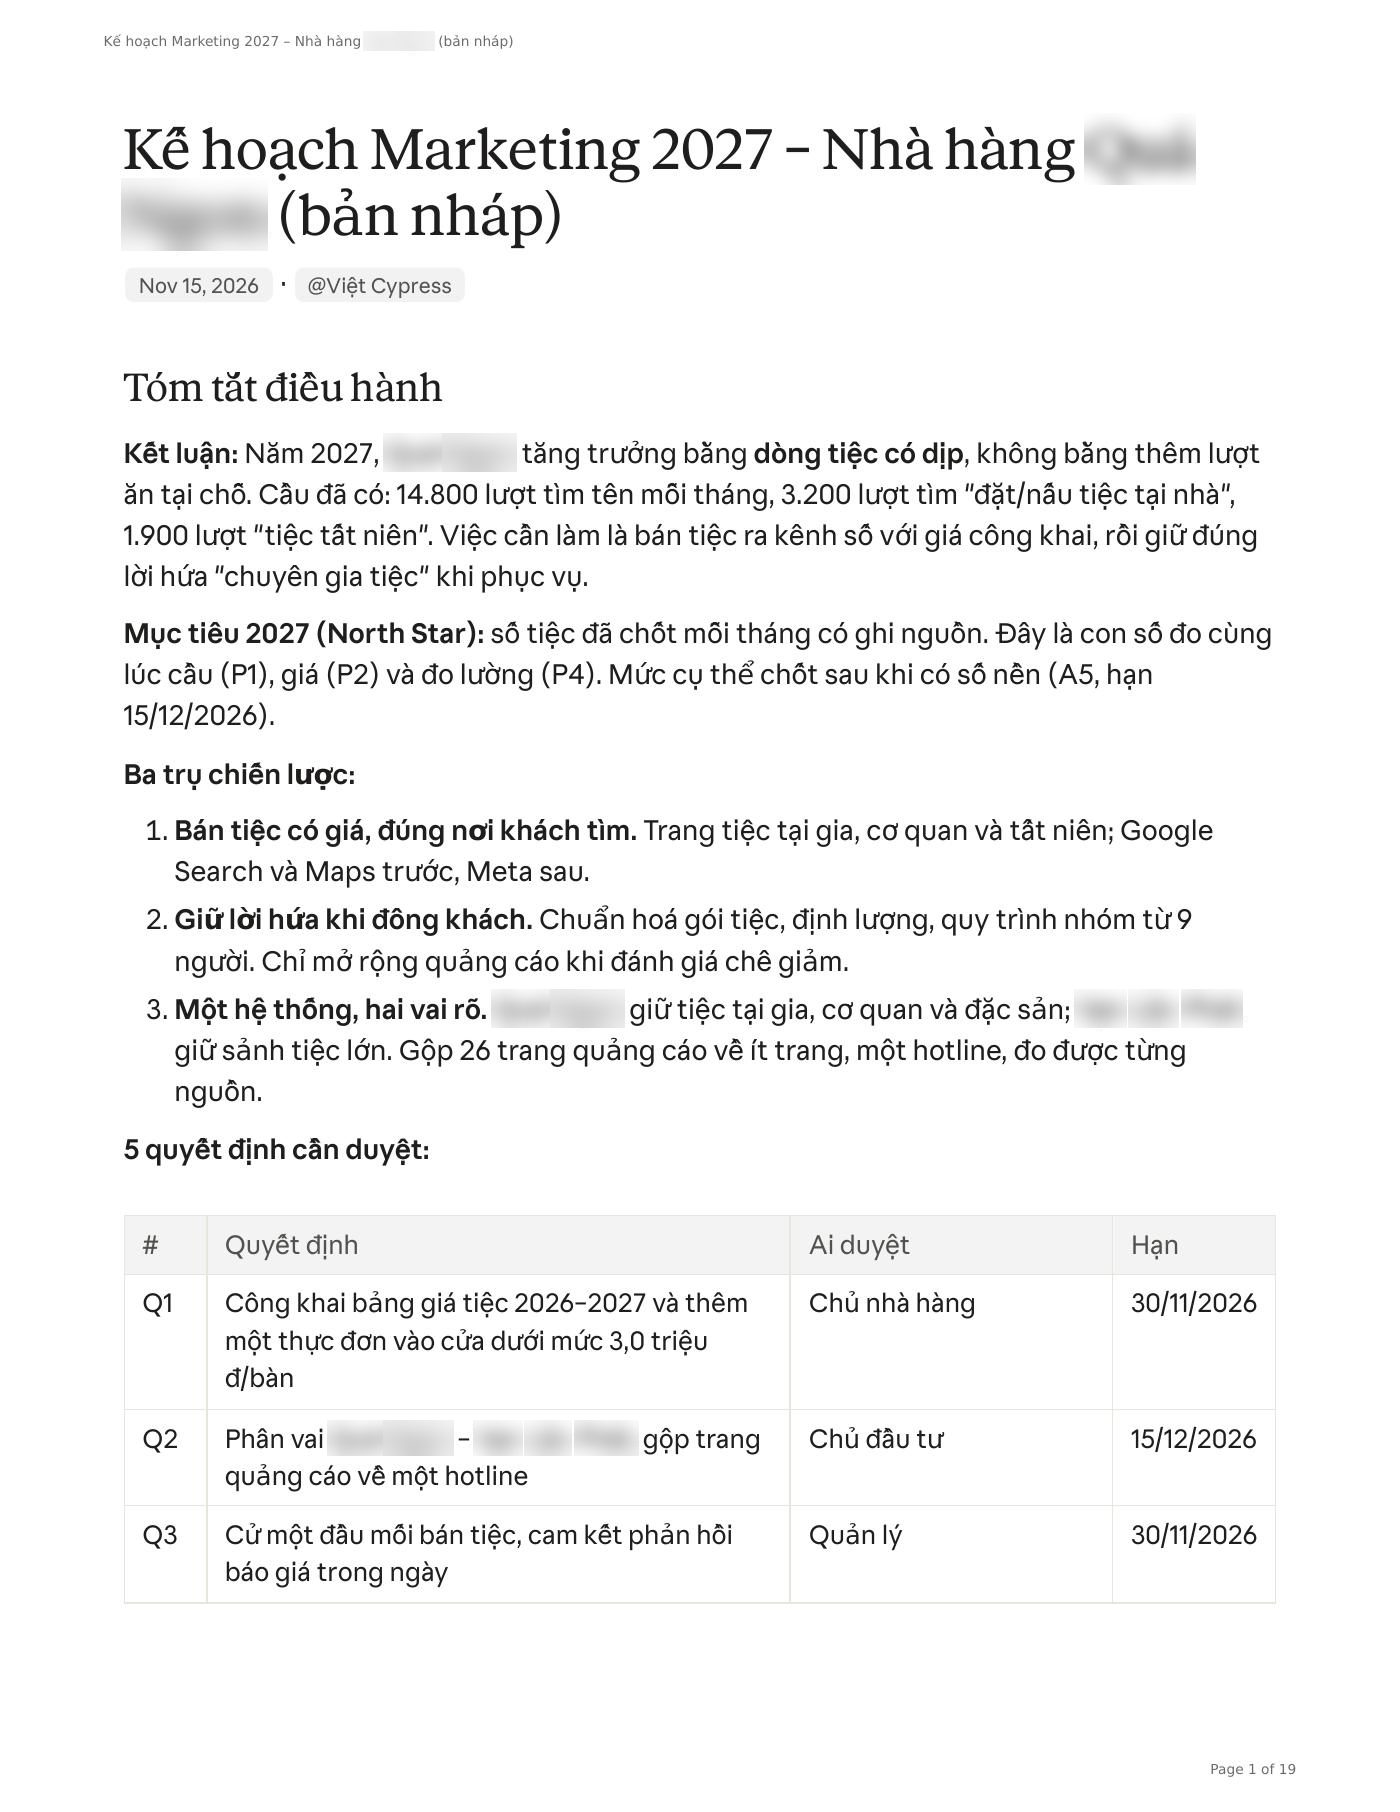 Kế hoạch Marketing 2027 – Nhà hàng (bản nháp)
Kế hoạch Marketing 2027 – Nhà hàng
(bản nháp)
Nov 15, 2026 · @Việt Cypress
Tóm tắt điều hành
Kết luận: Năm 2027, tăng trưởng bằng dòng tiệc có dịp, không bằng thêm lượt
ăn tại chỗ. Cầu đã có: 14.800 lượt tìm tên mỗi tháng, 3.200 lượt tìm "đặt/nấu tiệc tại nhà",
1.900 lượt "tiệc tất niên". Việc cần làm là bán tiệc ra kênh số với giá công khai, rồi giữ đúng
lời hứa "chuyên gia tiệc" khi phục vụ.
Mục tiêu 2027 (North Star): số tiệc đã chốt mỗi tháng có ghi nguồn. Đây là con số đo cùng
lúc cầu (P1), giá (P2) và đo lường (P4). Mức cụ thể chốt sau khi có số nền (A5, hạn
15/12/2026).
Ba trụ chiến lược:
1. Bán tiệc có giá, đúng nơi khách tìm. Trang tiệc tại gia, cơ quan và tất niên; Google
Search và Maps trước, Meta sau.
2. Giữ lời hứa khi đông khách. Chuẩn hoá gói tiệc, định lượng, quy trình nhóm từ 9
người. Chỉ mở rộng quảng cáo khi đánh giá chê giảm.
3. Một hệ thống, hai vai rõ. giữ tiệc tại gia, cơ quan và đặc sản;
giữ sảnh tiệc lớn. Gộp 26 trang quảng cáo về ít trang, một hotline, đo được từng
nguồn.
5 quyết định cần duyệt:
# Quyết định Ai duyệt Hạn
Q1 Công khai bảng giá tiệc 2026–2027 và thêm Chủ nhà hàng 30/11/2026
một thực đơn vào cửa dưới mức 3,0 triệu
đ/bàn
Q2 Phân vai – gộp trang Chủ đầu tư 15/12/2026
quảng cáo về một hotline
Q3 Cử một đầu mối bán tiệc, cam kết phản hồi Quản lý 30/11/2026
báo giá trong ngày
Page 1 of 19